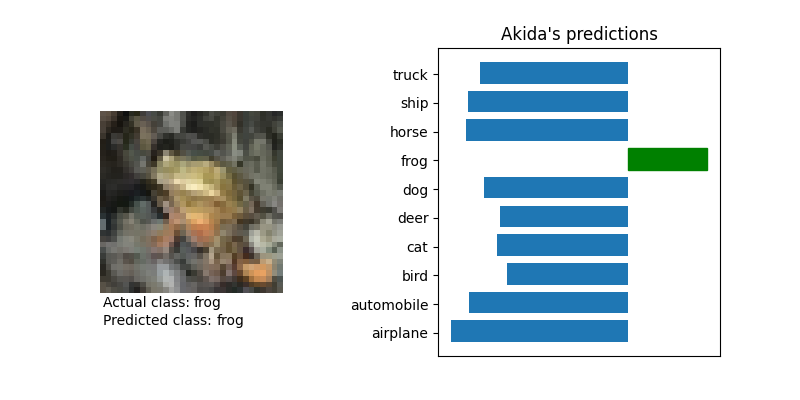 Akida's predictions
truck
ship
horse
frog
dog
deer
cat
bird
automobile
airplane
Actual class: frog
Predicted class: frog